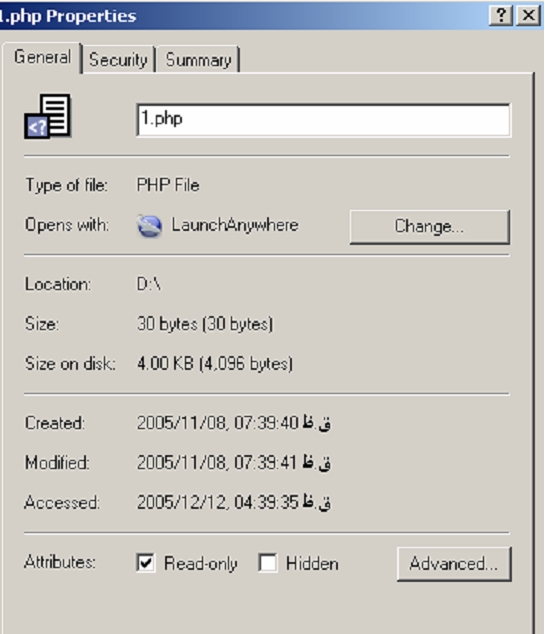 1.php Properties
General Security Summary
1.php
Type of file: PHP File
Opens with: LaunchAnywhere Change...
Location: D:\
Size: 30 bytes (30 bytes)
Size on disk: 4.00 KB (4,096 bytes)
Created: 2005/11/08, 07:39:40 ق.ظ
Modified: 2005/11/08, 07:39:41 ق.ظ
Accessed: 2005/12/12, 04:39:35 ق.ظ
Attributes: Read-only Hidden Advanced...